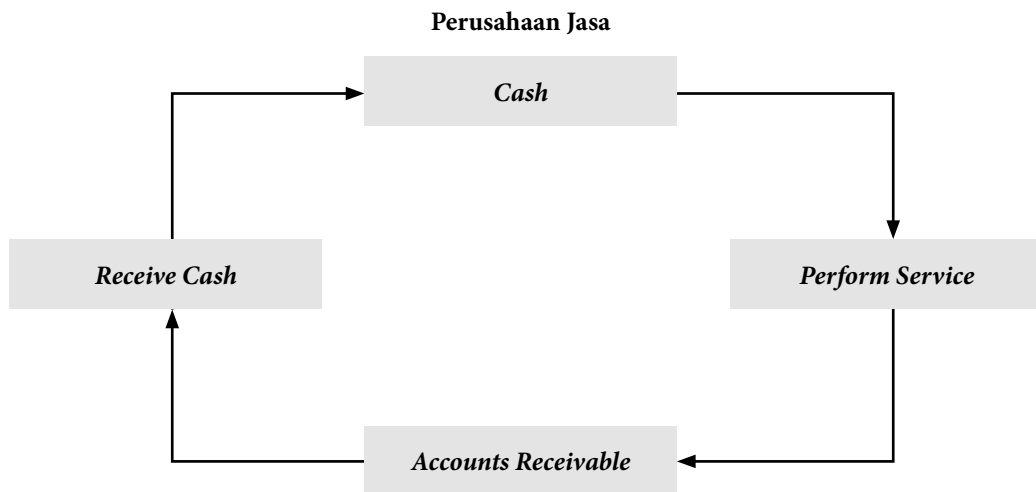 Perusahaan Jasa
Cash
Receive Cash
Perform Service
Accounts Receivable